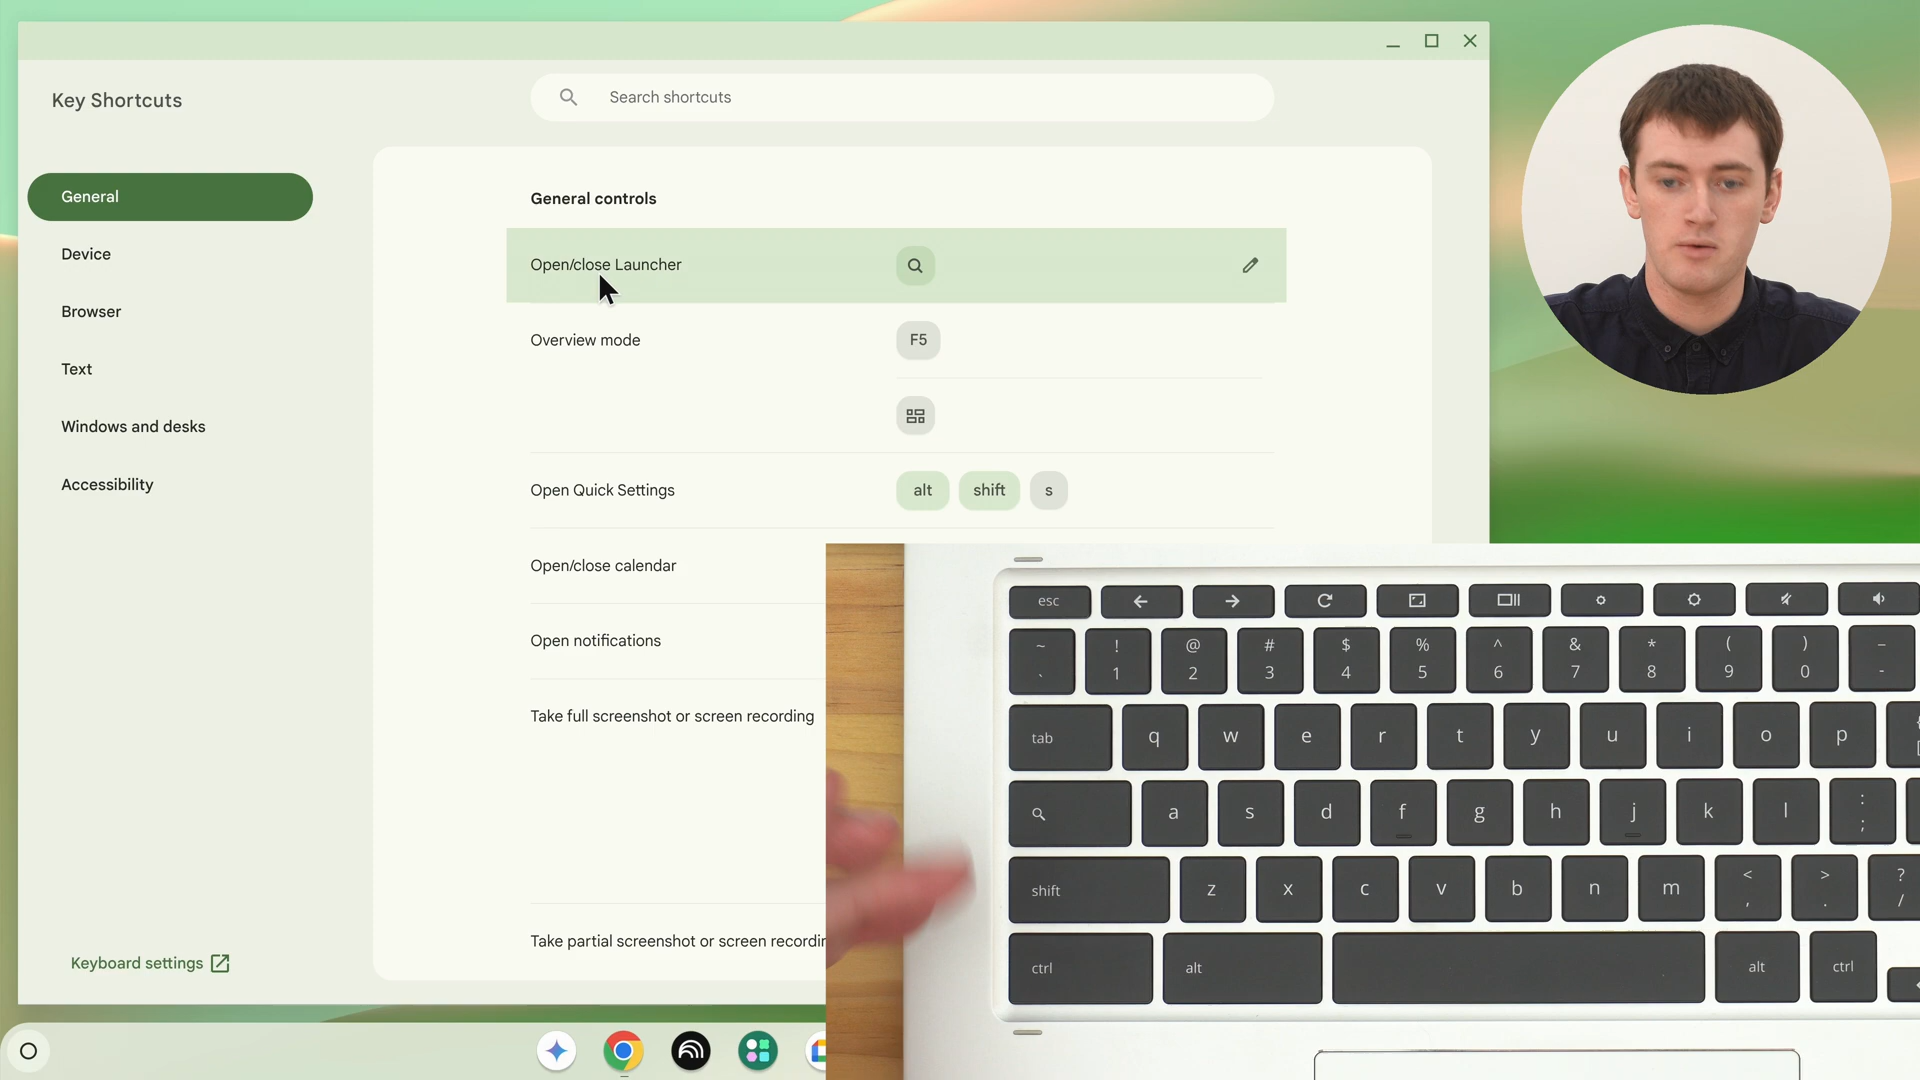 Key Shortcuts
Search shortcuts
General
Device
Browser
Text
Windows and desks
Accessibility
Keyboard settings
General controls
Open/close Launcher
Overview mode
F5
Open Quick Settings
alt shift s
Open/close calendar
Open notifications
Take full screenshot or screen recording
Take partial screenshot or screen recordin
esc
~ ! @ # $ % ^ & * ( ) _
` 1 2 3 4 5 6 7 8 9 0 -
tab q w e r t y u i o p
a s d f g h j k l : ;
shift z x c v b n m < , > . ? /
ctrl alt alt ctrl